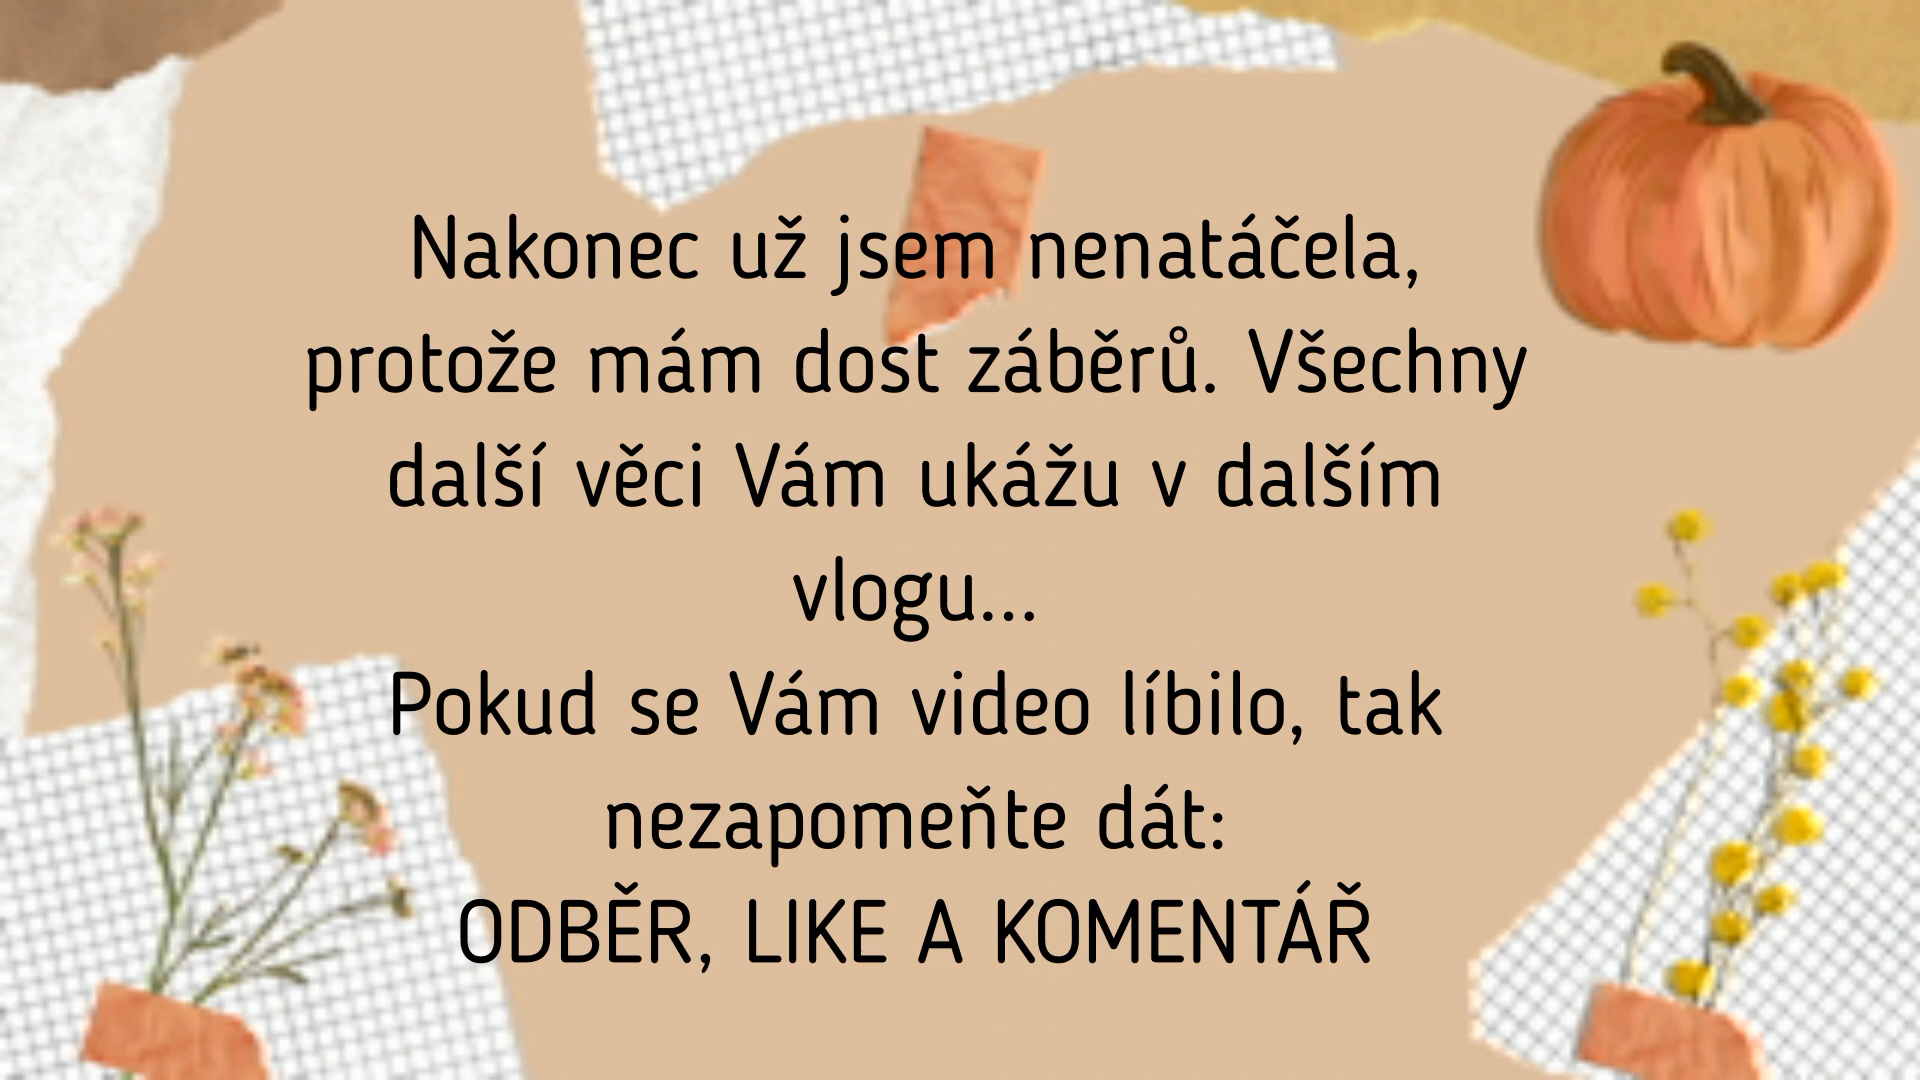 Nakonec už jsem nenatáčela,
protože mám dost záběrů. Všechny
další věci Vám ukážu v dalším
vlogu...
Pokud se Vám video líbilo, tak
nezapomeňte dát:
ODBĚR, LIKE A KOMENTÁŘ